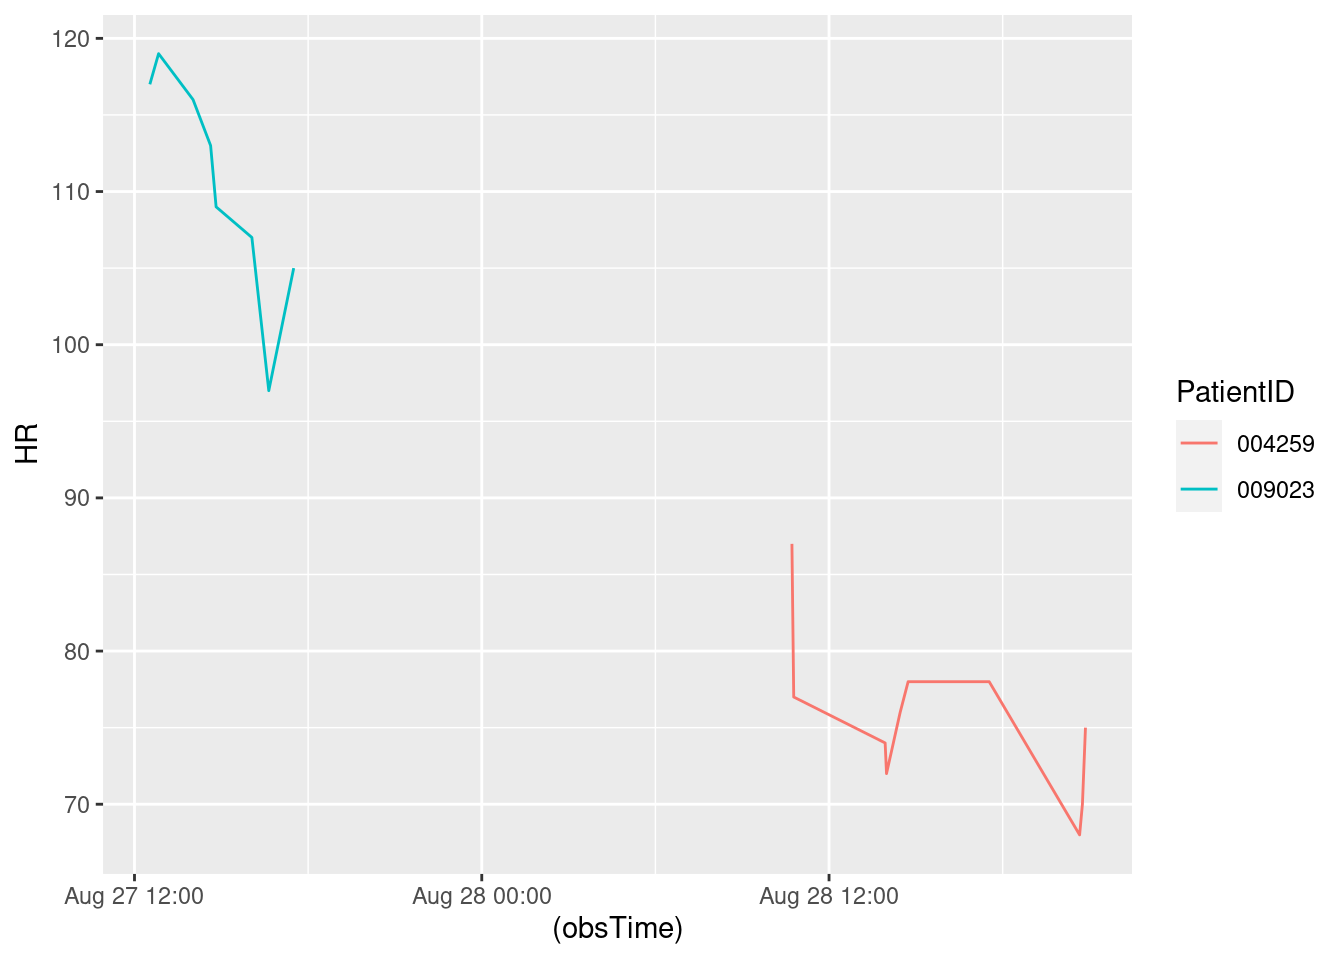 120
110
100
90
80
70
HR
Aug 27 12:00
Aug 28 00:00
Aug 28 12:00
(obsTime)
PatientID
004259
009023